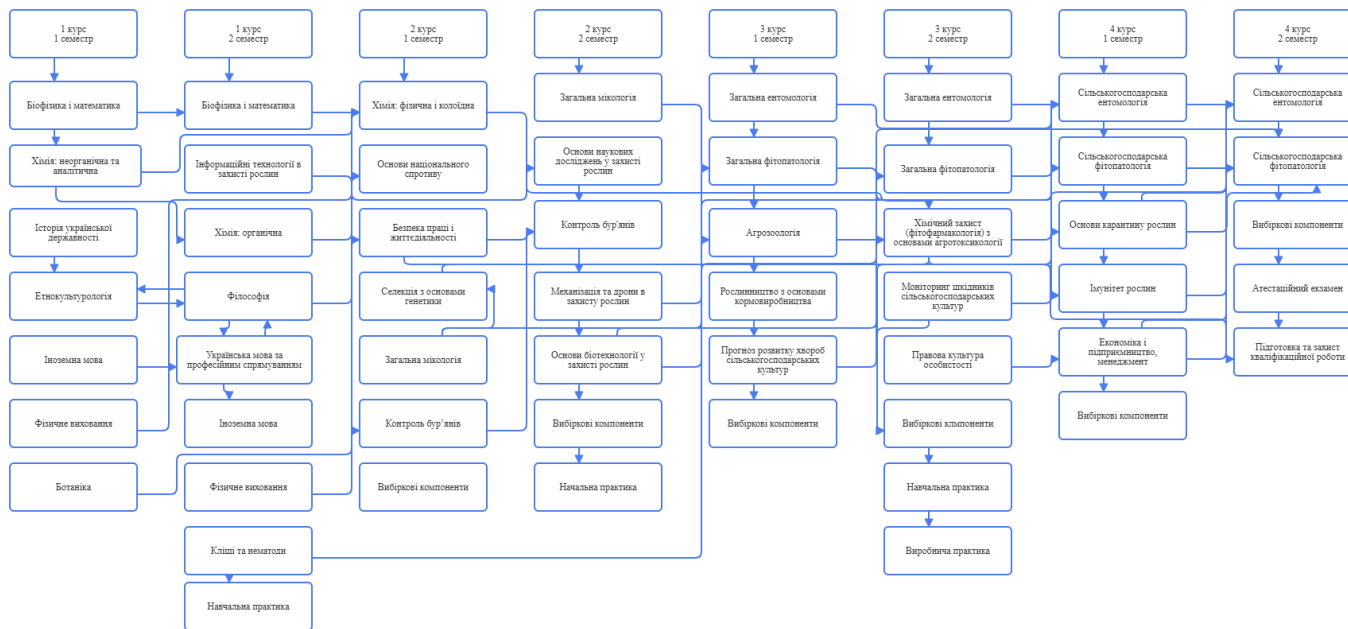 1 курс
1 семестр
Біофізика і математика
Хімія: неорганічна та
аналітична
Історія української
державності
Етнокультурологія
Іноземна мова
Фізичне виховання
Ботаніка
1 курс
2 семестр
Біофізика і математика
Інформаційні технології в
захисті рослин
Хімія: органічна
Філософія
Українська мова за
професійним спрямуванням
Іноземна мова
Фізичне виховання
Кліщі та нематоди
Навчальна практика
2 курс
1 семестр
Хімія: фізична і колоїдна
Основи національного
спротиву
Безпека праці і
життєдіяльності
Селекція з основами
генетики
Загальна мікологія
Контроль бур'янів
Вибіркові компоненти
2 курс
2 семестр
Загальна мікологія
Основи наукових
досліджень у захисті
рослин
Контроль бур'янів
Механізація та дрони в
захисту рослин
Основи біотехнології у
захисті рослин
Вибіркові компоненти
Начальна практика
3 курс
1 семестр
Загальна ентомологія
Загальна фітопатологія
Агрозоологія
Рослинництво з основами
кормовиробництва
Прогноз розвитку хвороб
сільськогосподарських
культур
Вибіркові компоненти
3 курс
2 семестр
Загальна ентомологія
Загальна фітопатологія
Хімічний захист
(фітофармакологія) з
основами агротоксикології
Моніторинг шкідників
сільськогосподарських
культур
Правова культура
особистості
Вибіркові клмпоненти
Навчальна практика
Виробнича практика
4 курс
1 семестр
Сільськогосподарська
ентомологія
Сільськогосподарська
фітопатологія
Основи карантину рослин
Імунітет рослин
Економіка і
підприємництво,
менеджмент
Вибіркові компоненти
4 курс
2 семестр
Сільськогосподарська
ентомологія
Сільськогосподарська
фітопатологія
Вибіркові компоненти
Атестаційний екзамен
Підготовка та захист
кваліфікаційної роботи